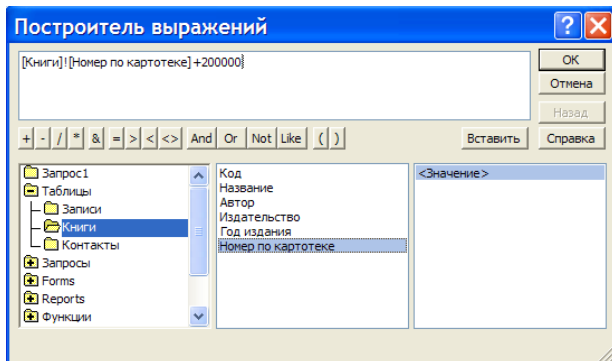 Построитель выражений
[Книги]![Номер по картотеке]+200000
ОК
Отмена
Назад
+ - / * & = > < <> And Or Not Like ( ) Вставить Справка
Запрос1
Таблицы
Записи
Книги
Контакты
Запросы
Forms
Reports
Функции
Код
Название
Автор
Издательство
Год издания
Номер по картотеке
<Значение>